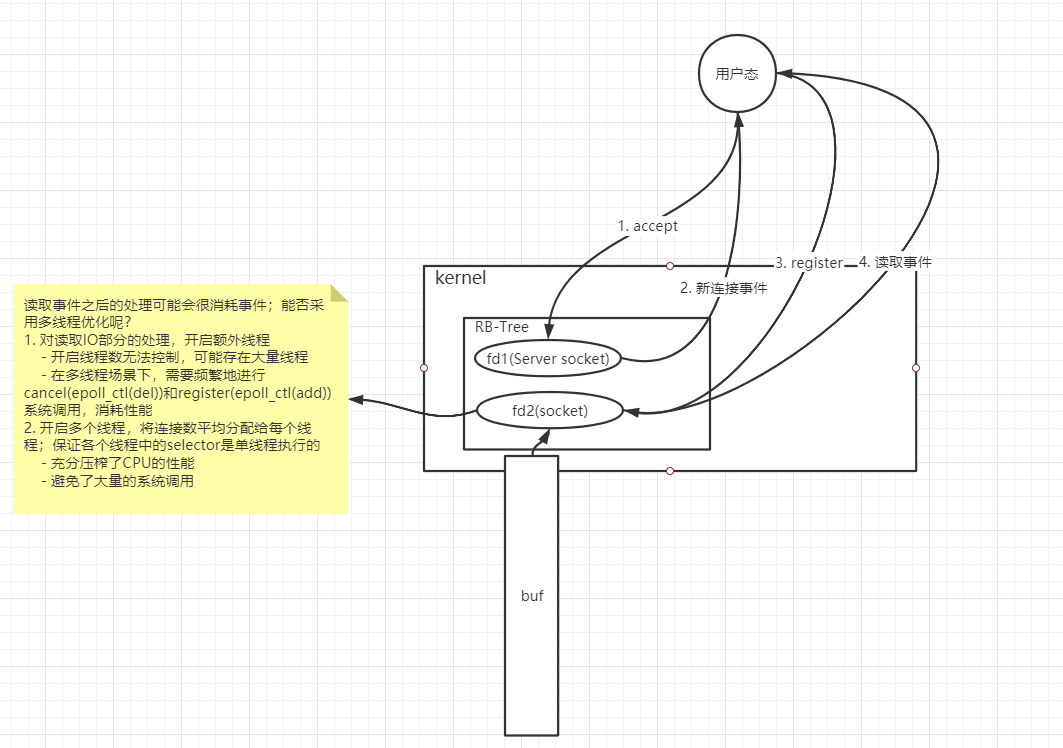 用户态
1. accept
3. register
4. 读取事件
kernel
2. 新连接事件
RB-Tree
fd1(Server socket)
fd2(socket)
buf
读取事件之后的处理可能会很消耗事件；能否采
用多线程优化呢？
1. 对读取IO部分的处理，开启额外线程
- 开启线程数无法控制，可能存在大量线程
- 在多线程场景下，需要频繁地进行
cancel(epoll_ctl(del))和register(epoll_ctl(add))
系统调用，消耗性能
2. 开启多个线程，将连接数平均分配给每个线
程；保证各个线程中的selector是单线程执行的
- 充分压榨了CPU的性能
- 避免了大量的系统调用